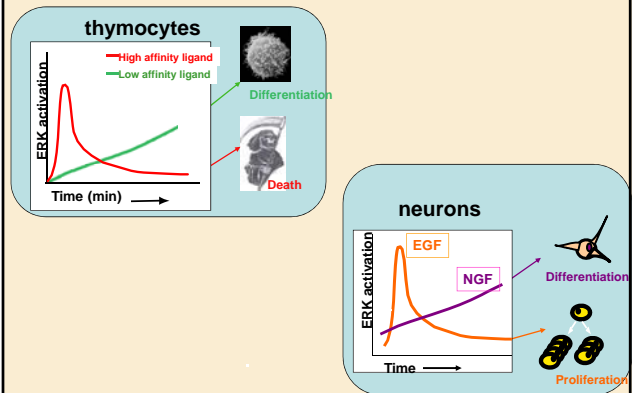 thymocytes
High affinity ligand
Low affinity ligand
ERK activation
Time (min)
Differentiation
Death
neurons
EGF
NGF
ERK activation
Time
Differentiation
Proliferation